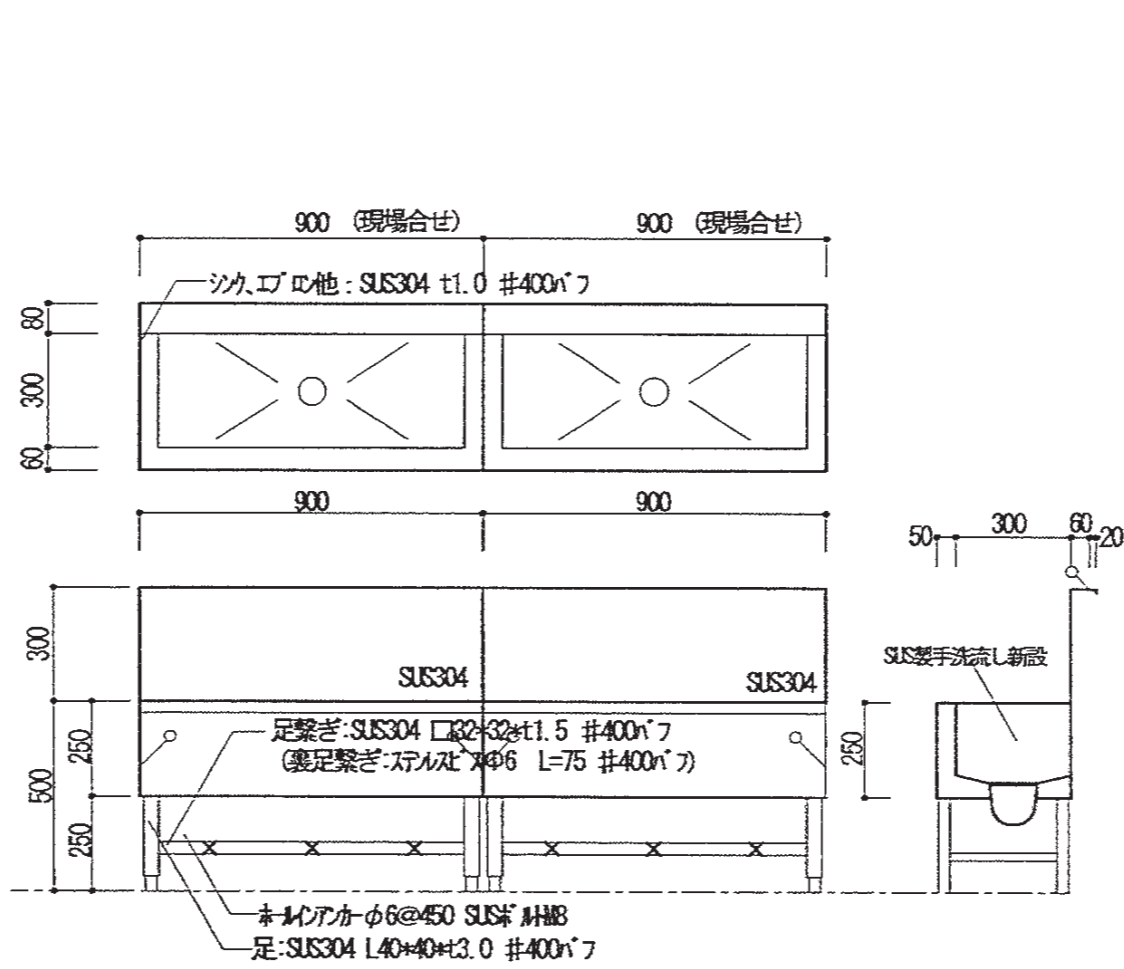 900 (現場合せ)
900 (現場合せ)
シンク、エプロン他：SUS304 t1.0 #400バフ
80
300
60
900
900
50
300
60
20
300
SUS304
SUS304
SUS製手洗流し新設
足繋ぎ:SUS304 □32*32*t1.5 #400バフ
(裏足繋ぎ:ステンレスビスΦ6 L=75 #400バフ)
250
500
250
250
ホールインアンカーφ6@450 SUSボルトM8
足:SUS304 L40*40*t3.0 #400バフ